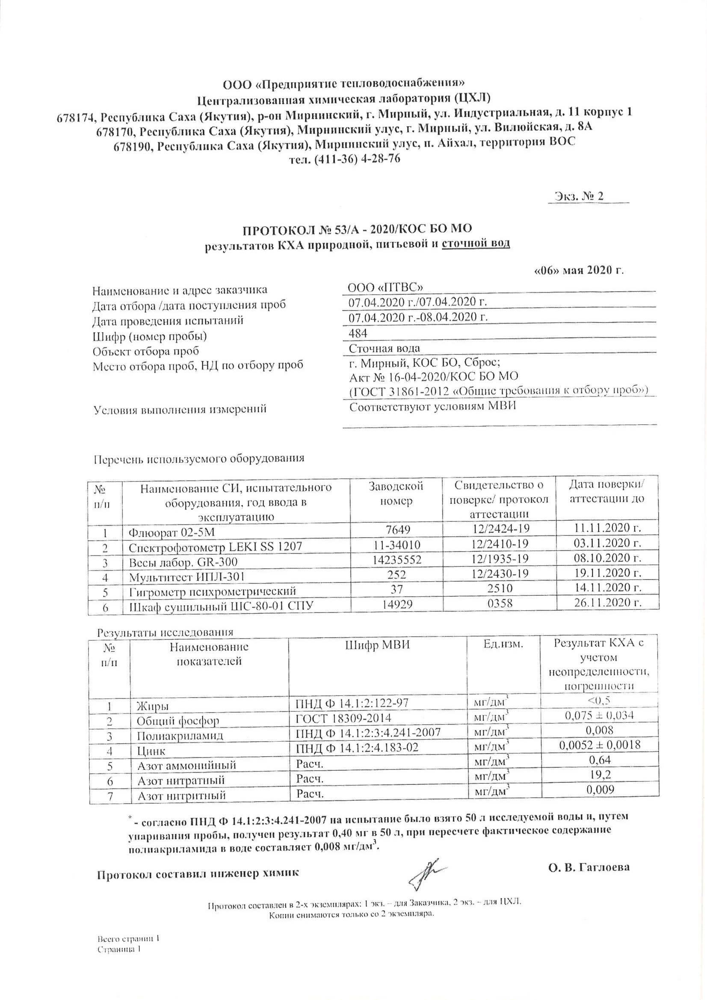 ООО «Предприятие тепловодоснабжения»
Централизованная химическая лаборатория (ЦХЛ)
678174, Республика Саха (Якутия), р-он Мирнинский, г. Мирный, ул. Индустриальная, д. 11 корпус 1
678170, Республика Саха (Якутия), Мирнинский улус, г. Мирный, ул. Вилюйская, д. 8А
678190, Республика Саха (Якутия), Мирнинский улус, п. Айхал, территория ВОС
тел. (411-36) 4-28-76
Экз. № 2
ПРОТОКОЛ № 53/А - 2020/КОС БО МО
результатов КХА природной, питьевой и сточной вод
«06» мая 2020 г.
Наименование и адрес заказчика ООО «ПТВС»
Дата отбора /дата поступления проб 07.04.2020 г./07.04.2020 г.
Дата проведения испытаний 07.04.2020 г.-08.04.2020 г.
Шифр (номер пробы) 484
Объект отбора проб Сточная вода
Место отбора проб, НД по отбору проб г. Мирный, КОС БО, Сброс;
Акт № 16-04-2020/КОС БО МО
(ГОСТ 31861-2012 «Общие требования к отбору проб»)
Условия выполнения измерений Соответствуют условиям МВИ
Перечень используемого оборудования
№ п/п Наименование СИ, испытательного оборудования, год ввода в эксплуатацию Заводской номер Свидетельство о поверке/ протокол аттестации Дата поверки/ аттестации до
1 Флюорат 02-5М 7649 12/2424-19 11.11.2020 г.
2 Спектрофотометр LEKI SS 1207 11-34010 12/2410-19 03.11.2020 г.
3 Весы лабор. GR-300 14235552 12/1935-19 08.10.2020 г.
4 Мультитест ИПЛ-301 252 12/2430-19 19.11.2020 г.
5 Гигрометр психрометрический 37 2510 14.11.2020 г.
6 Шкаф сушильный ШС-80-01 СПУ 14929 0358 26.11.2020 г.
Результаты исследования
№ п/п Наименование показателей Шифр МВИ Ед.изм. Результат КХА с учетом неопределенности, погрешности
1 Жиры ПНД Ф 14.1:2:122-97 мг/дм³ <0,5
2 Общий фосфор ГОСТ 18309-2014 мг/дм³ 0,075 ± 0,034
3 Полиакриламид ПНД Ф 14.1:2:3:4.241-2007 мг/дм³ 0,008
4 Цинк ПНД Ф 14.1:2:4.183-02 мг/дм³ 0,0052 ± 0,0018
5 Азот аммонийный Расч. мг/дм³ 0,64
6 Азот нитратный Расч. мг/дм³ 19,2
7 Азот нитритный Расч. мг/дм³ 0,009
* - согласно ПНД Ф 14.1:2:3:4.241-2007 на испытание было взято 50 л исследуемой воды и, путем
упаривания пробы, получен результат 0,40 мг в 50 л, при пересчете фактическое содержание
полиакриламида в воде составляет 0,008 мг/дм³.
Протокол составил инженер химик О. В. Гаглоева
Протокол составлен в 2-х экземплярах: 1 экз. – для Заказчика, 2 экз. – для ЦХЛ.
Копии снимаются только со 2 экземпляра.
Всего страниц 1
Страница 1